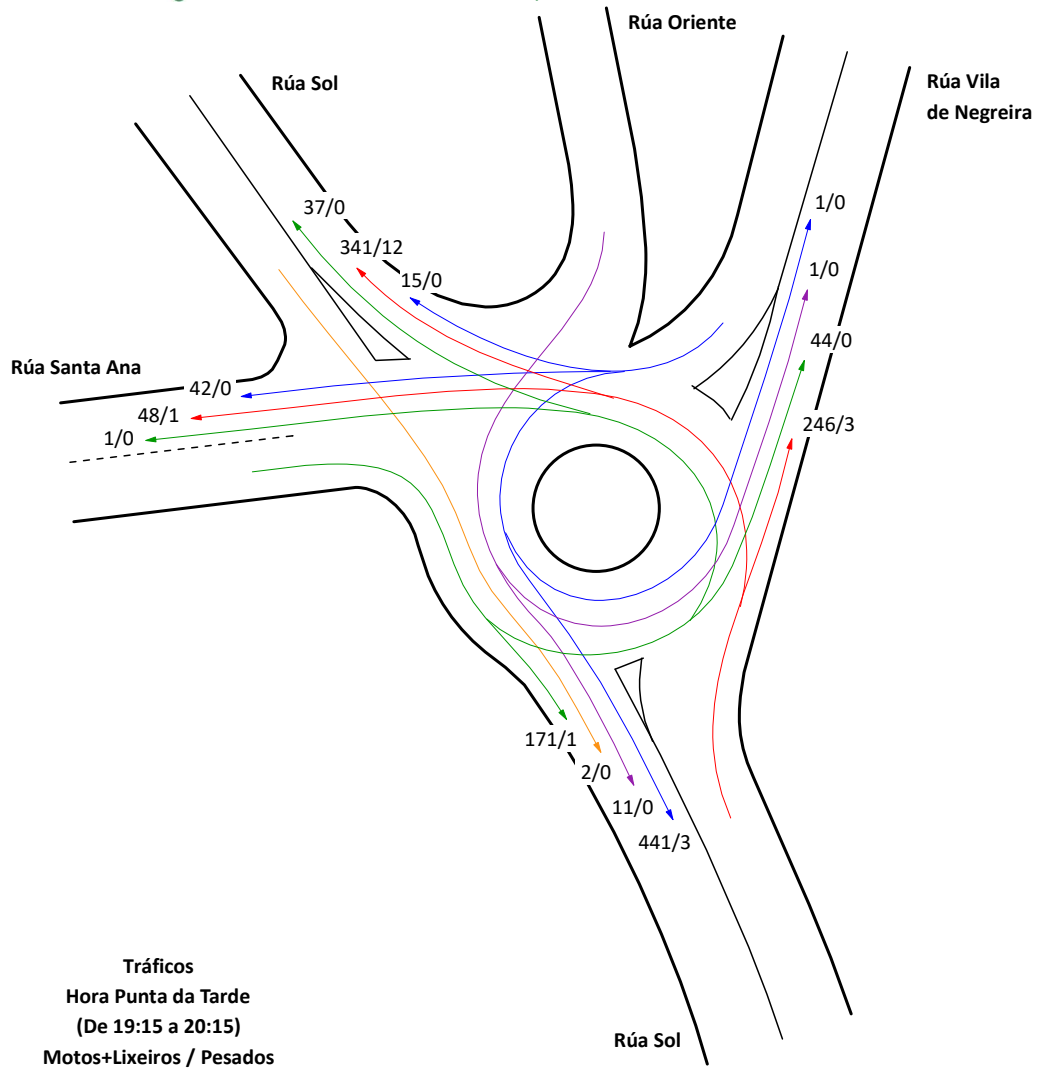 Rúa Oriente
Rúa Sol
Rúa Vila
de Negreira
37/0
1/0
341/12
1/0
15/0
44/0
Rúa Santa Ana
42/0
48/1
246/3
1/0
171/1
2/0
11/0
441/3
Tráficos
Hora Punta da Tarde
(De 19:15 a 20:15)
Motos+Lixeiros / Pesados
Rúa Sol